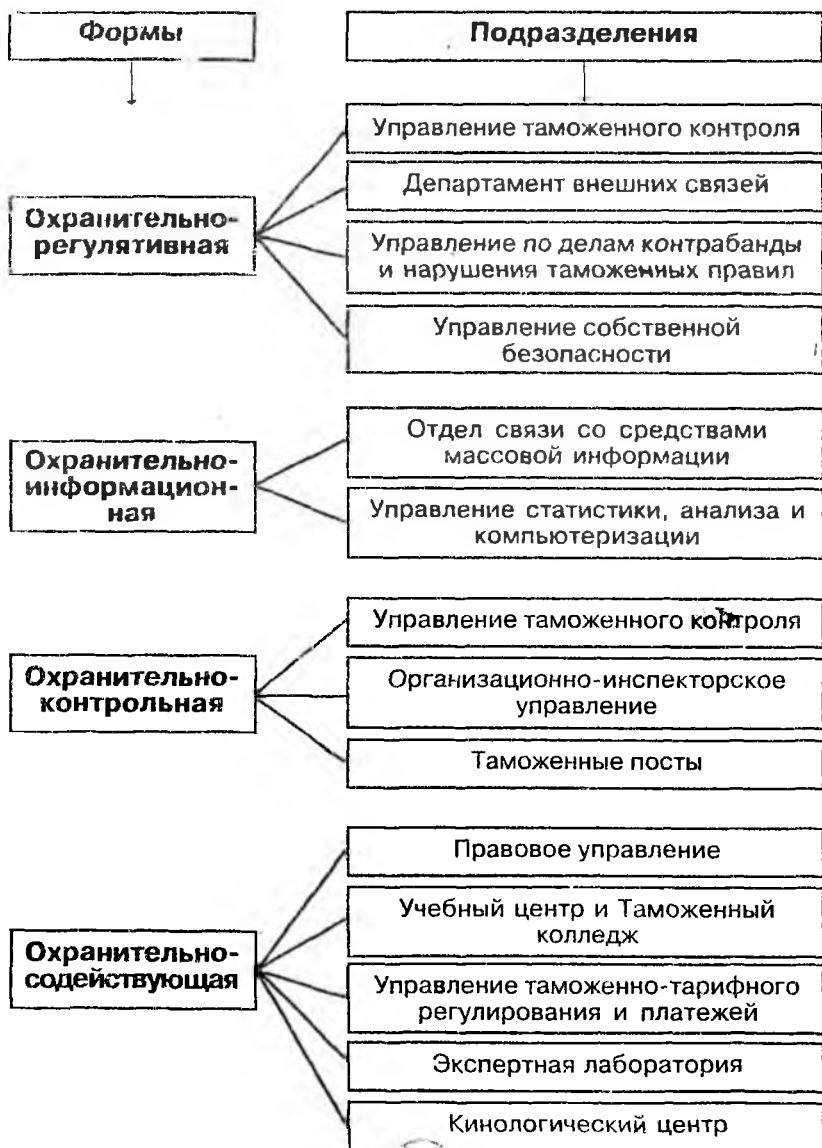 Формы
Подразделения
Охранительно-
регулятивная
Управление таможенного контроля
Департамент внешних связей
Управление по делам контрабанды
и нарушения таможенных правил
Управление собственной
безопасности
Охранительно-
информацион-
ная
Отдел связи со средствами
массовой информации
Управление статистики, анализа и
компьютеризации
Охранительно-
контрольная
Управление таможенного контроля
Организационно-инспекторское
управление
Таможенные посты
Охранительно-
содействующая
Правовое управление
Учебный центр и Таможенный
колледж
Управление таможенно-тарифного
регулирования и платежей
Экспертная лаборатория
Кинологический центр